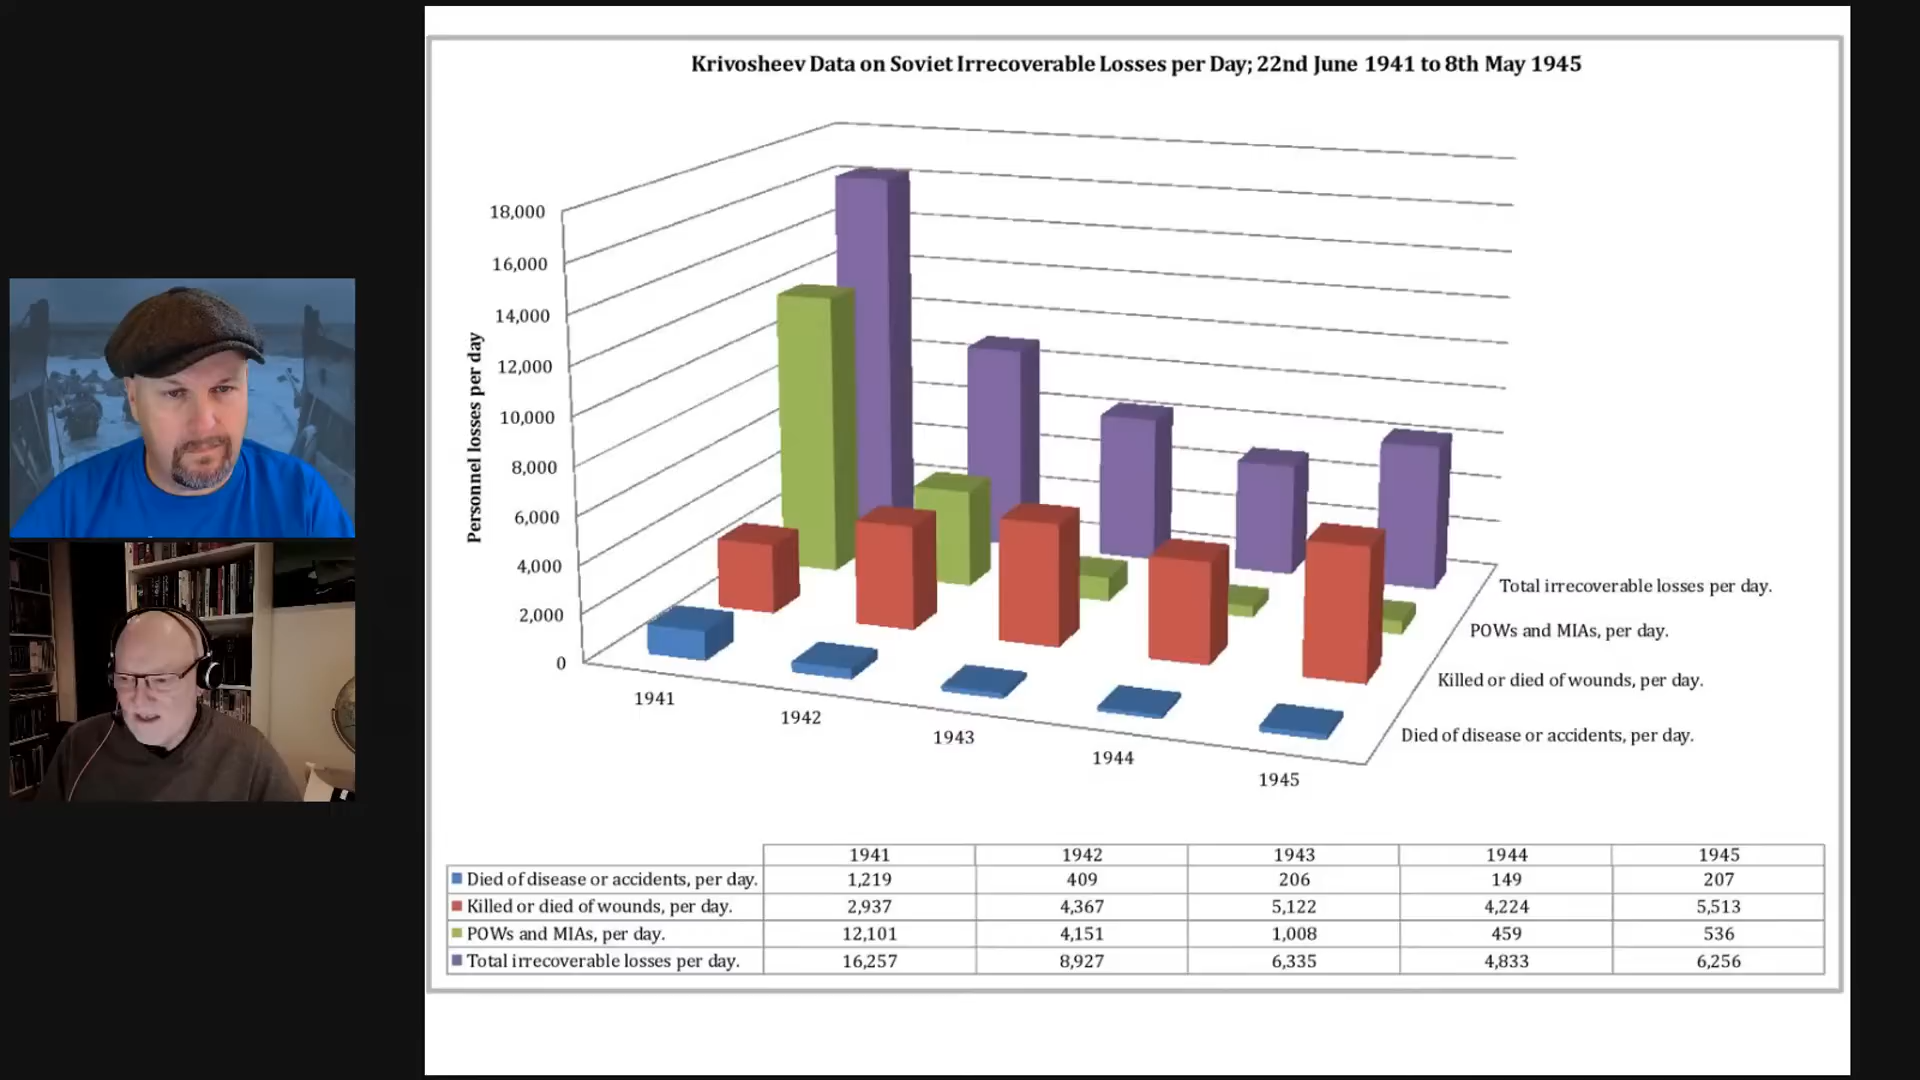 Krivosheev Data on Soviet Irrecoverable Losses per Day; 22nd June 1941 to 8th May 1945
18,000
16,000
14,000
12,000
10,000
8,000
6,000
4,000
2,000
0
Personnel losses per day
1941
1942
1943
1944
1945
Total irrecoverable losses per day.
POWs and MIAs, per day.
Killed or died of wounds, per day.
Died of disease or accidents, per day.
1941 1942 1943 1944 1945
Died of disease or accidents, per day. 1,219 409 206 149 207
Killed or died of wounds, per day. 2,937 4,367 5,122 4,224 5,513
POWs and MIAs, per day. 12,101 4,151 1,008 459 536
Total irrecoverable losses per day. 16,257 8,927 6,335 4,833 6,256